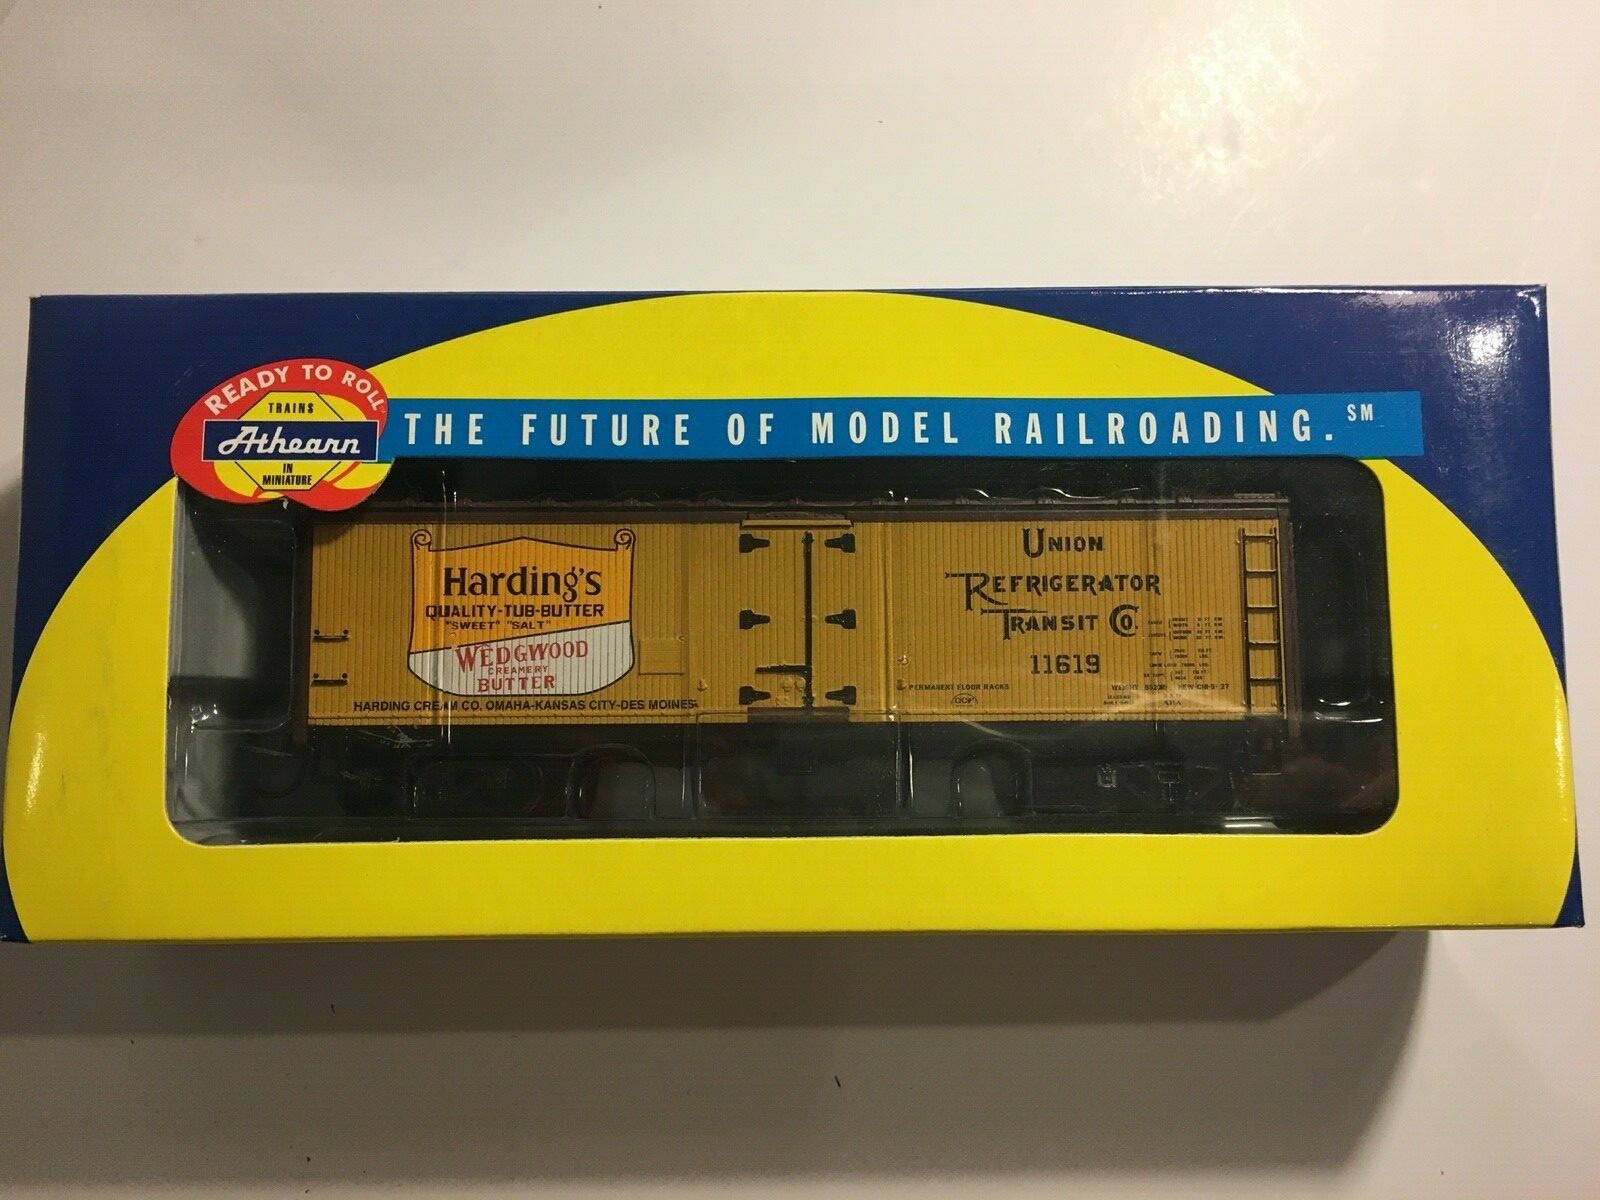 READY TO ROLL
TRAINS
Athearn
IN
MINIATURE
THE FUTURE OF MODEL RAILROADING.SM
Harding's
QUALITY-TUB-BUTTER
"SWEET" "SALT"
WEDGWOOD
CREAMERY
BUTTER
HARDING CREAM CO. OMAHA-KANSAS CITY-DES MOINES
UNION
REFRIGERATOR
TRANSIT CO.
11619
PERMANENT FLOOR RACKS
WEIGHT